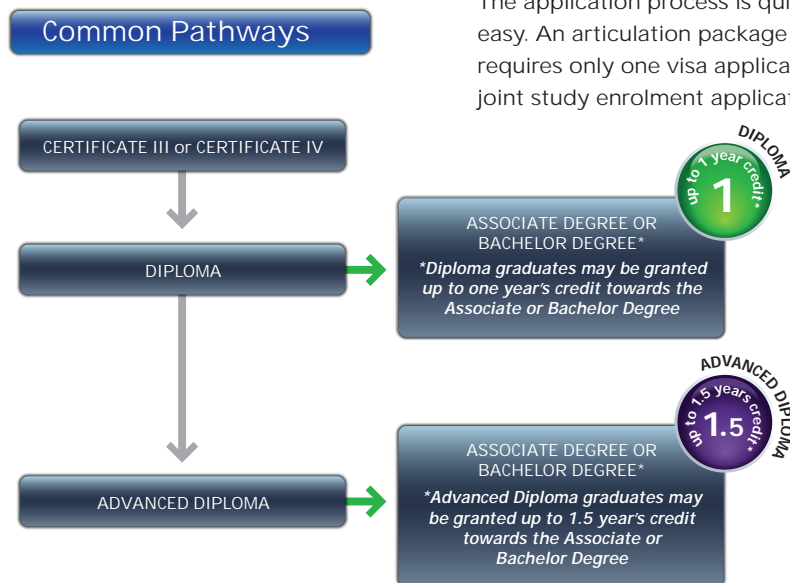 The application process is
easy. An articulation package
requires only one visa
joint study enrolment
Common Pathways
CERTIFICATE III or CERTIFICATE IV
DIPLOMA
up to 1 year credit*
1
DIPLOMA
ASSOCIATE DEGREE OR
BACHELOR DEGREE*
*Diploma graduates may be granted
up to one year's credit towards the
Associate or Bachelor Degree
ADVANCED DIPLOMA
up to 1.5 years credit*
1.5
ADVANCED DIPLOMA
ASSOCIATE DEGREE OR
BACHELOR DEGREE*
*Advanced Diploma graduates may
be granted up to 1.5 year's credit
towards the Associate or
Bachelor Degree